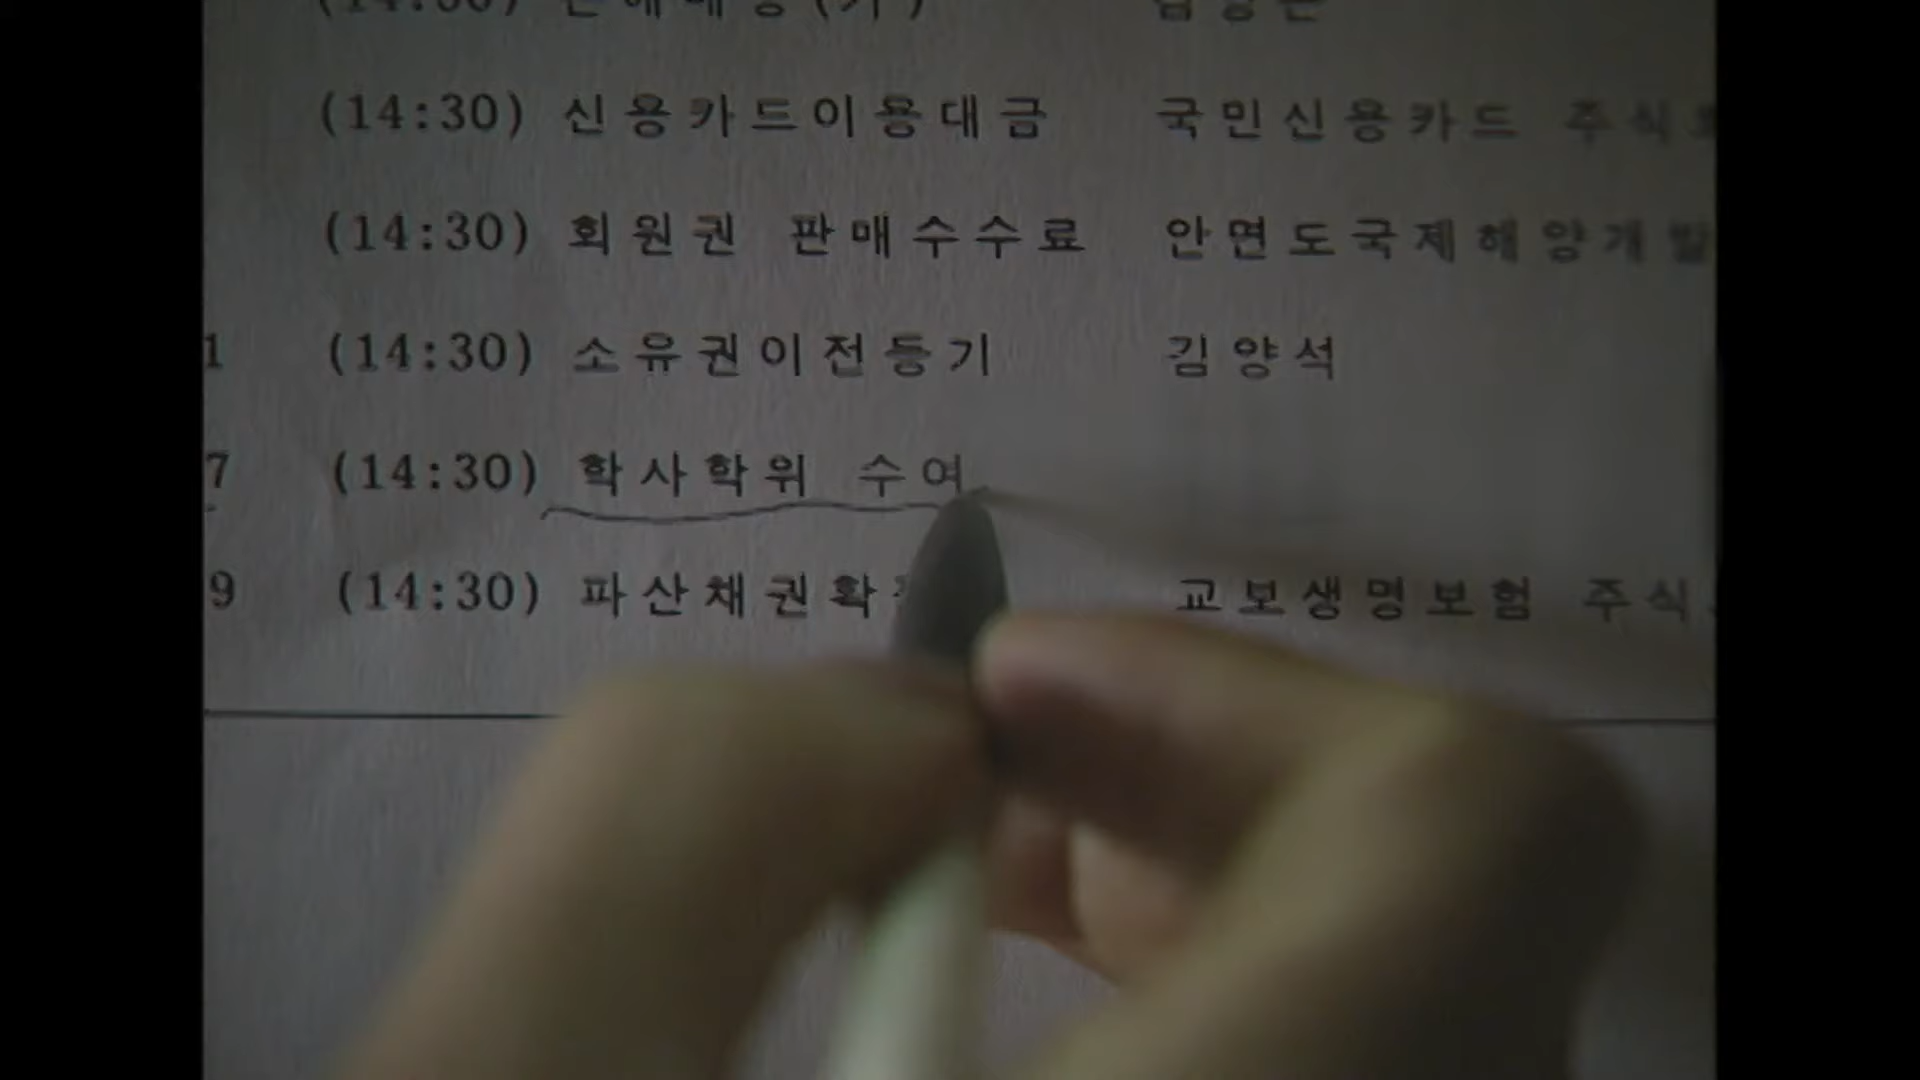 (14:30) 신용카드이용대금 국민신용카드 주식
(14:30) 회원권 판매수수료 안면도국제해양개발
1 (14:30) 소유권이전등기 김양석
7 (14:30) 학사학위 수여
9 (14:30) 파산채권확 교보생명보험 주식